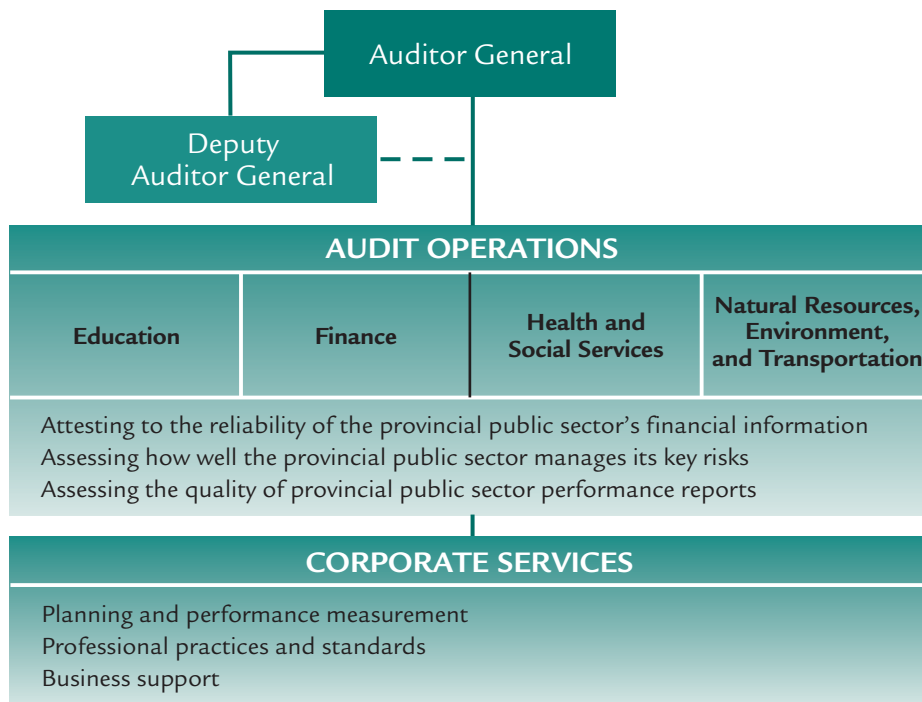 Auditor General
Deputy
Auditor General
AUDIT OPERATIONS
Education
Finance
Health and
Social Services
Natural Resources,
Environment,
and Transportation
Attesting to the reliability of the provincial public sector’s financial information
Assessing how well the provincial public sector manages its key risks
Assessing the quality of provincial public sector performance reports
CORPORATE SERVICES
Planning and performance measurement
Professional practices and standards
Business support